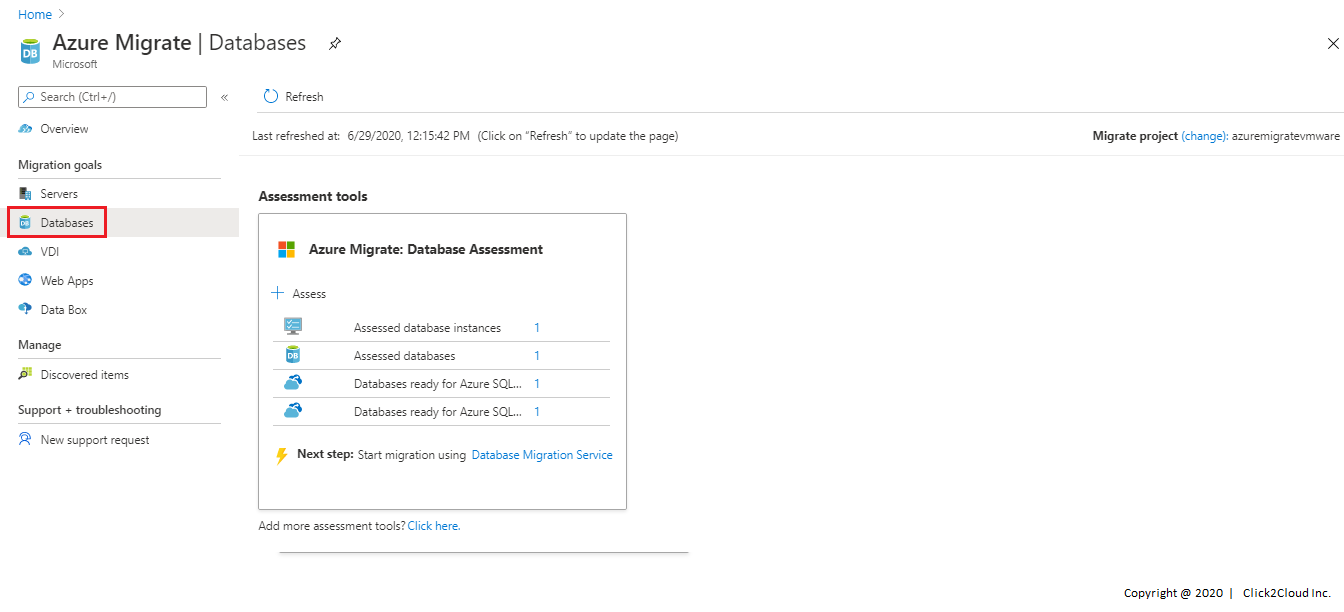 Home >
Azure Migrate | Databases
Microsoft
Search (Ctrl+/)
«
Refresh
Overview
Last refreshed at: 6/29/2020, 12:15:42 PM (Click on "Refresh" to update the page)
Migrate project (change): azuremigratevmware
Migration goals
Servers
Databases
VDI
Web Apps
Data Box
Manage
Discovered items
Support + troubleshooting
New support request
Assessment tools
Azure Migrate: Database Assessment
+ Assess
Assessed database instances 1
DB Assessed databases 1
Databases ready for Azure SQL... 1
Databases ready for Azure SQL... 1
Next step: Start migration using Database Migration Service
Add more assessment tools? Click here.
Copyright @ 2020 | Click2Cloud Inc.